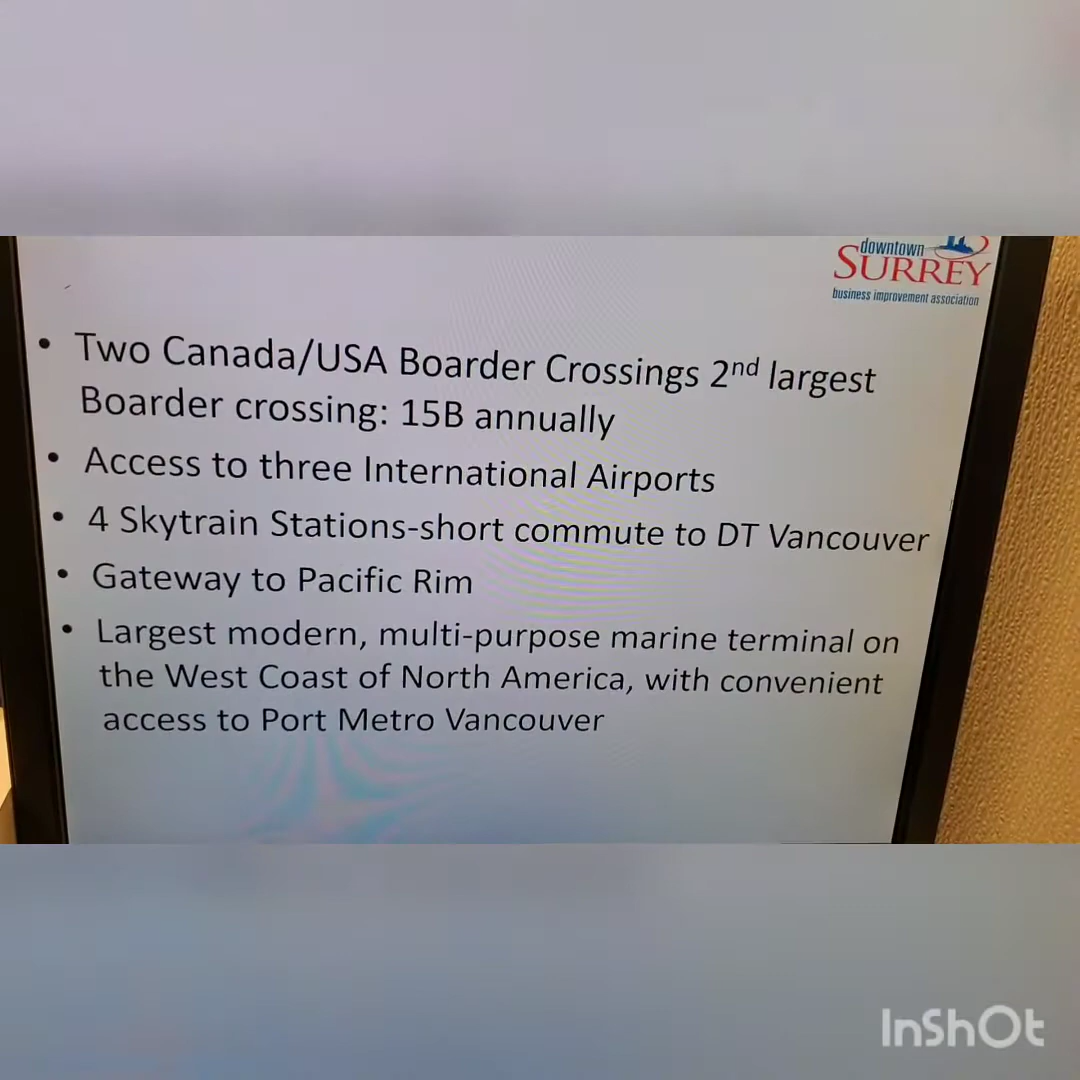 downtown
SURREY
business improvement association
• Two Canada/USA Boarder Crossings 2nd largest
Boarder crossing: 15B annually
• Access to three International Airports
• 4 Skytrain Stations-short commute to DT Vancouver
• Gateway to Pacific Rim
• Largest modern, multi-purpose marine terminal on
the West Coast of North America, with convenient
access to Port Metro Vancouver
InShOt